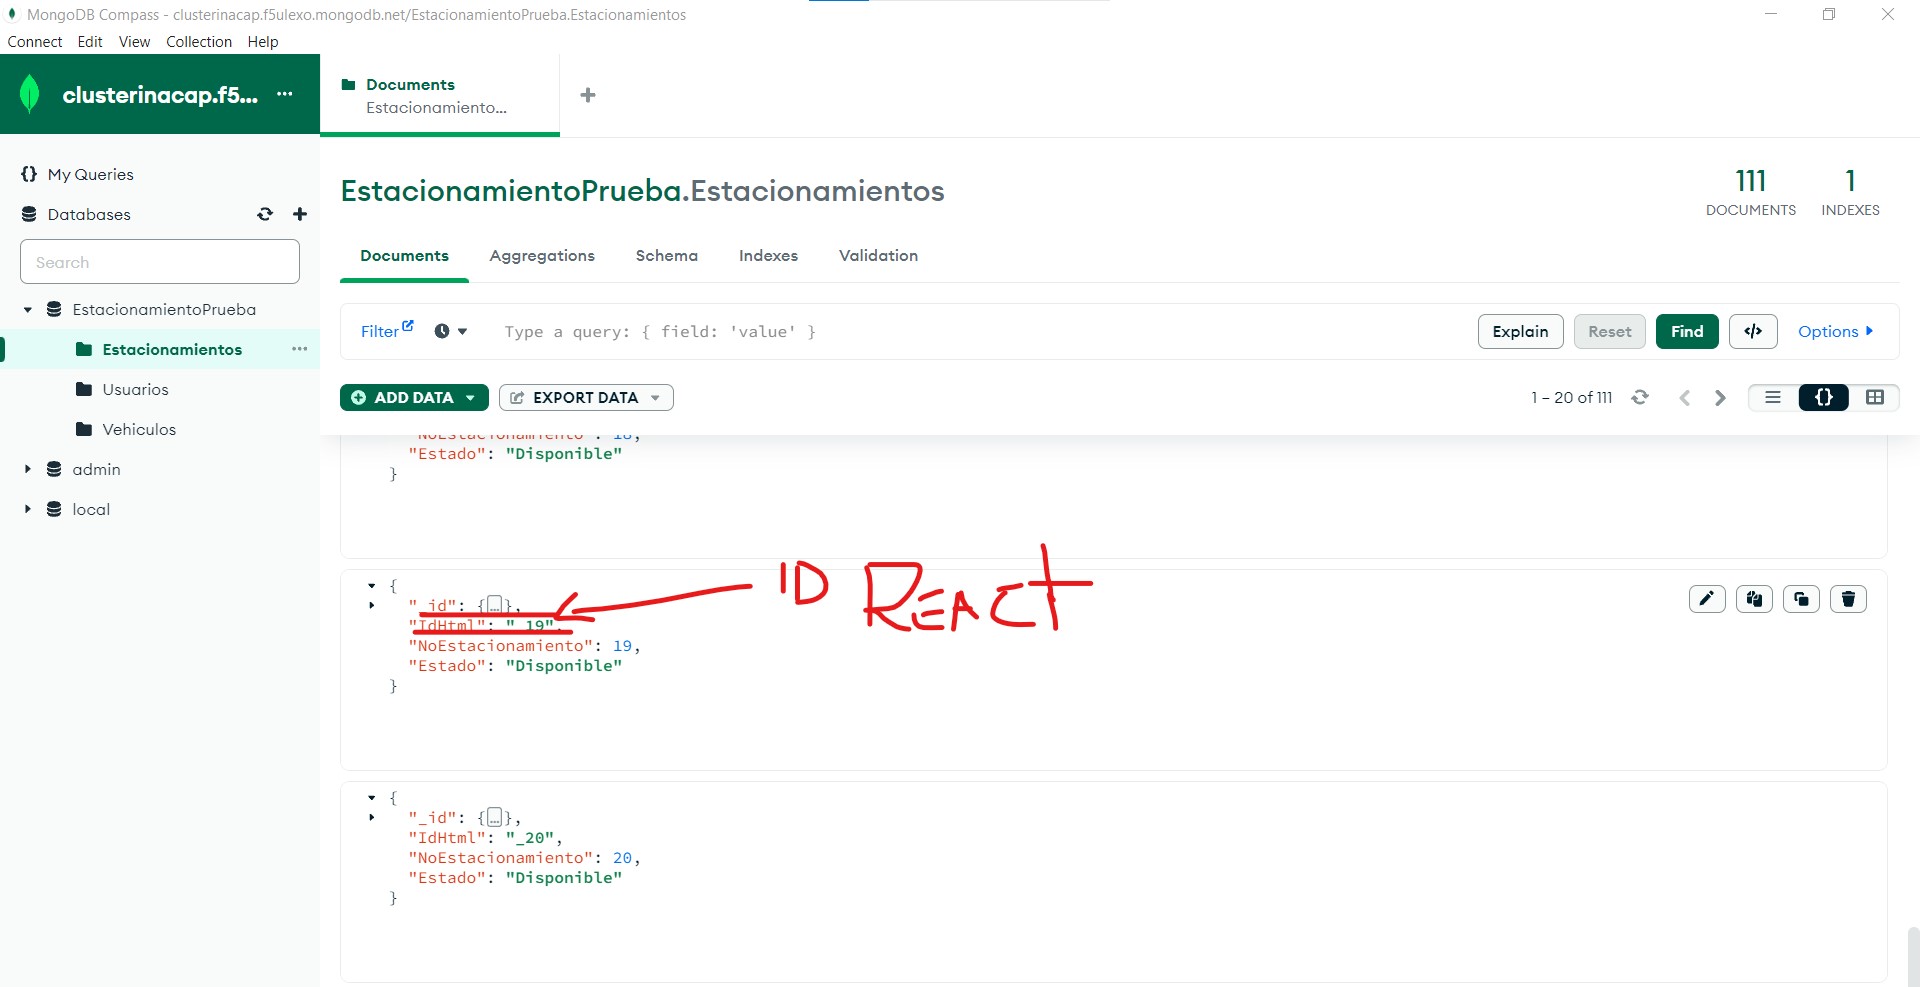 MongoDB Compass - clusterinacap.f5ulexo.mongodb.net/EstacionamientoPrueba.Estacionamientos
Connect Edit View Collection Help
clusterinacap.f5... ...
Documents
Estacionamiento...
+
{} My Queries
Databases
Search
EstacionamientoPrueba
Estacionamientos ...
Usuarios
Vehiculos
admin
local
EstacionamientoPrueba.Estacionamientos
111
DOCUMENTS
1
INDEXES
Documents Aggregations Schema Indexes Validation
Filter Type a query: { field: 'value' } Explain Reset Find </> Options
ADD DATA EXPORT DATA 1 – 20 of 111 {}
"NoEstacionamiento": 18,
"Estado": "Disponible"
}
{
"_id": {...},
"IdHtml": "_19",
"NoEstacionamiento": 19,
"Estado": "Disponible"
}
ID REACT
{
"_id": {...},
"IdHtml": "_20",
"NoEstacionamiento": 20,
"Estado": "Disponible"
}